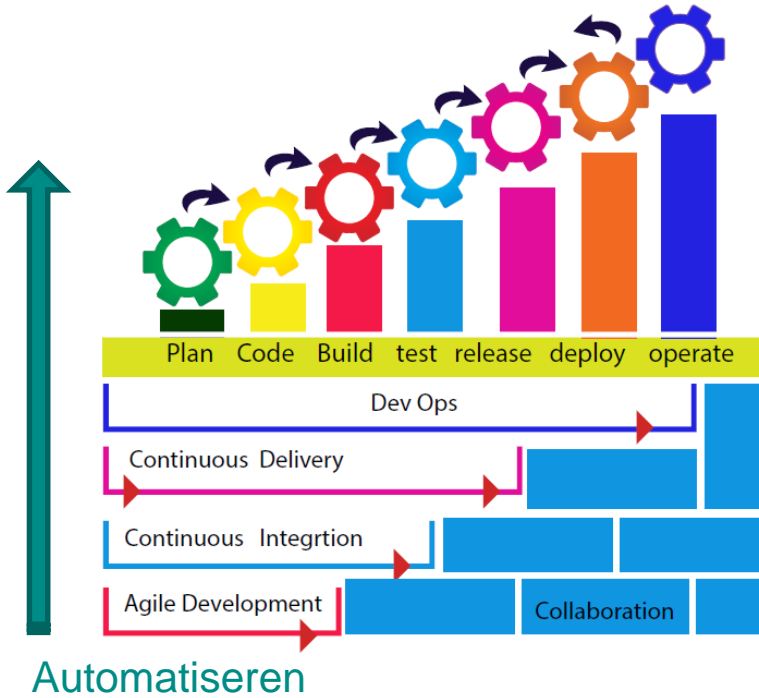 Plan Code Build test release deploy operate
Dev Ops
Continuous Delivery
Continuous Integrtion
Agile Development
Collaboration
Automatiseren